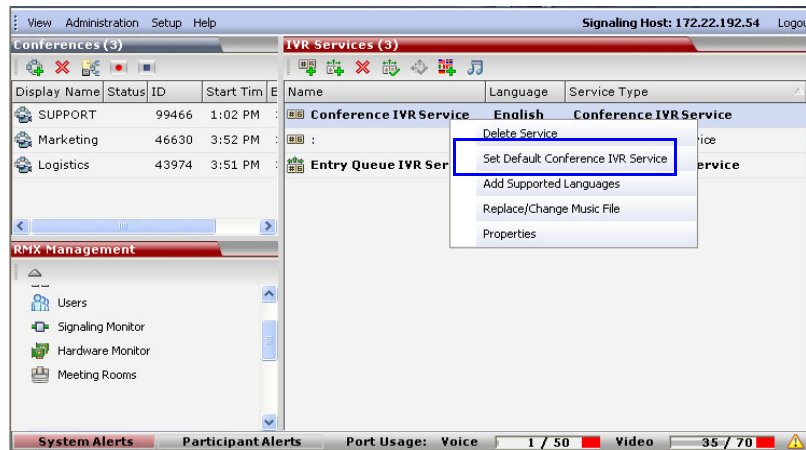 View Administration Setup Help Signaling Host: 172.22.192.54 Logou
Conferences (3)
Display Name Status ID Start Tim E
SUPPORT 99466 1:02 PM
Marketing 46630 3:52 PM
Logistics 43974 3:51 PM
RMX Management
Users
Signaling Monitor
Hardware Monitor
Meeting Rooms
IVR Services (3)
Name Language Service Type
Conference IVR Service English Conference IVR Service
: ice
Entry Queue IVR Ser ervice
Delete Service
Set Default Conference IVR Service
Add Supported Languages
Replace/Change Music File
Properties
System Alerts Participant Alerts Port Usage: Voice 1 / 50 Video 35 / 70